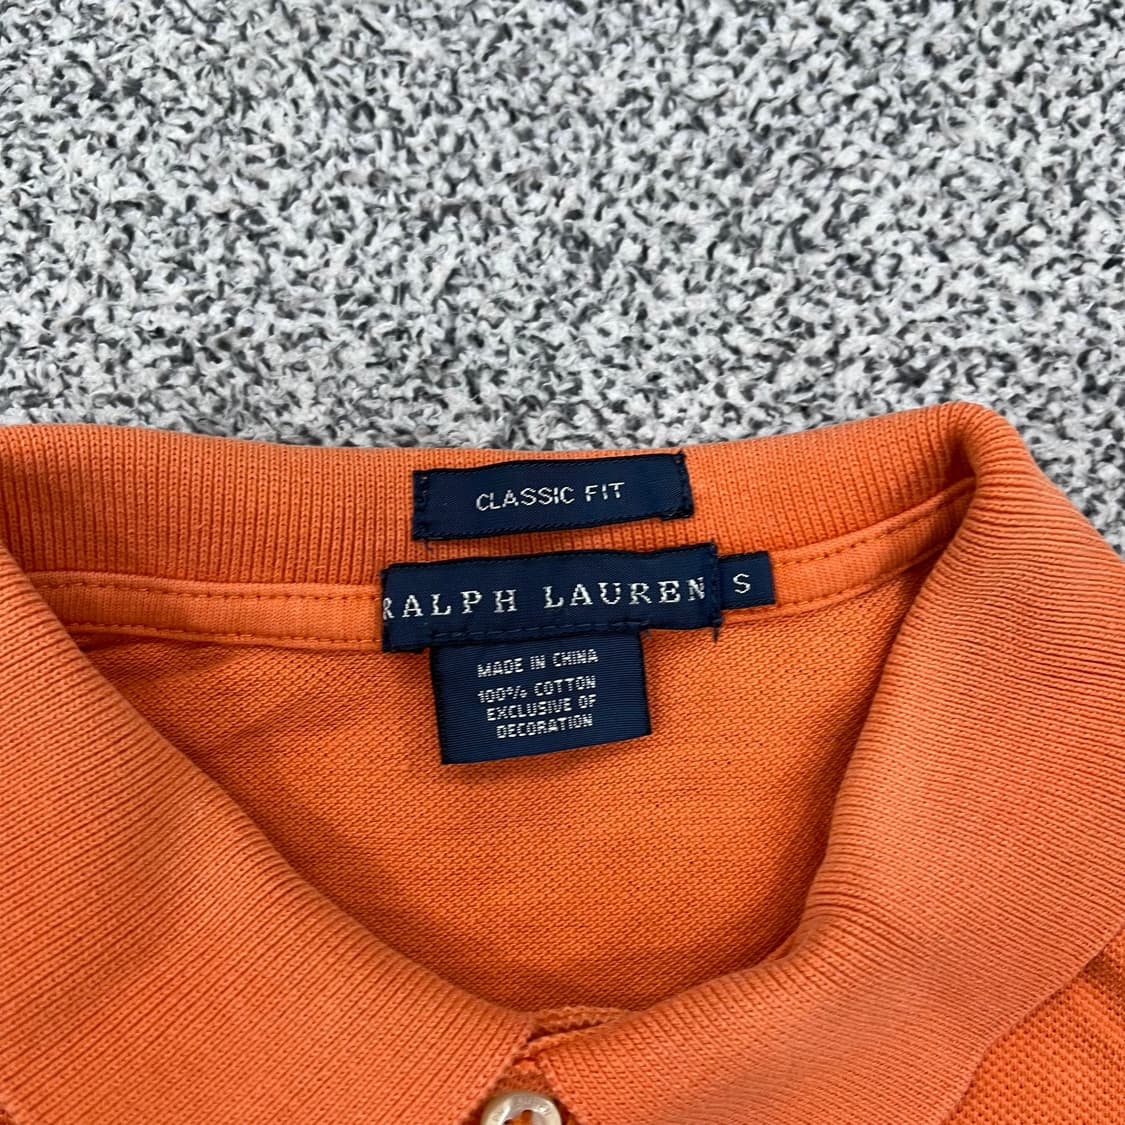 CLASSIC FIT
RALPH LAUREN
S
MADE IN CHINA
100% COTTON
EXCLUSIVE OF
DECORATION